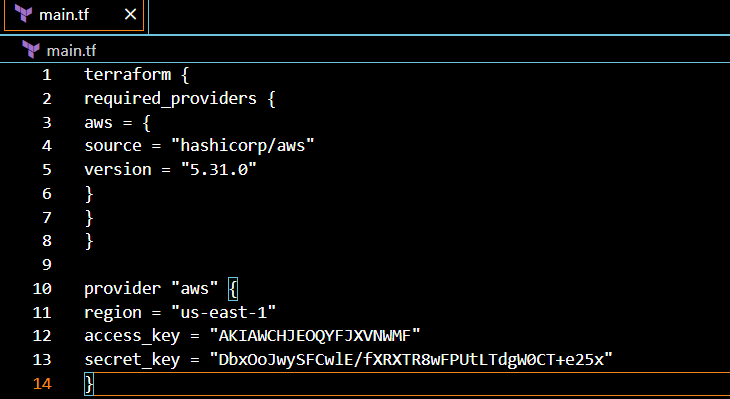 main.tf ×
main.tf
1 terraform {
2 required_providers {
3 aws = {
4 source = "hashicorp/aws"
5 version = "5.31.0"
6 }
7 }
8 }
9
10 provider "aws" {
11 region = "us-east-1"
12 access_key = "AKIAWCHJEOQYFJXVNWMF"
13 secret_key = "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"
14 }